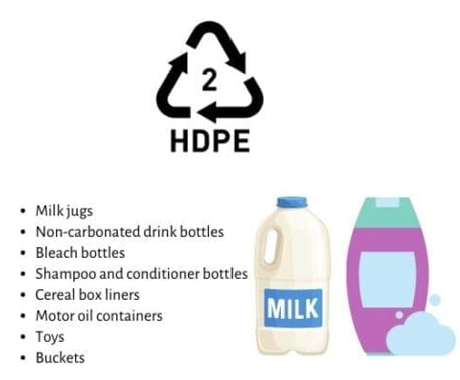 2
HDPE
• Milk jugs
• Non-carbonated drink bottles
• Bleach bottles
• Shampoo and conditioner bottles
• Cereal box liners
• Motor oil containers
• Toys
• Buckets
MILK